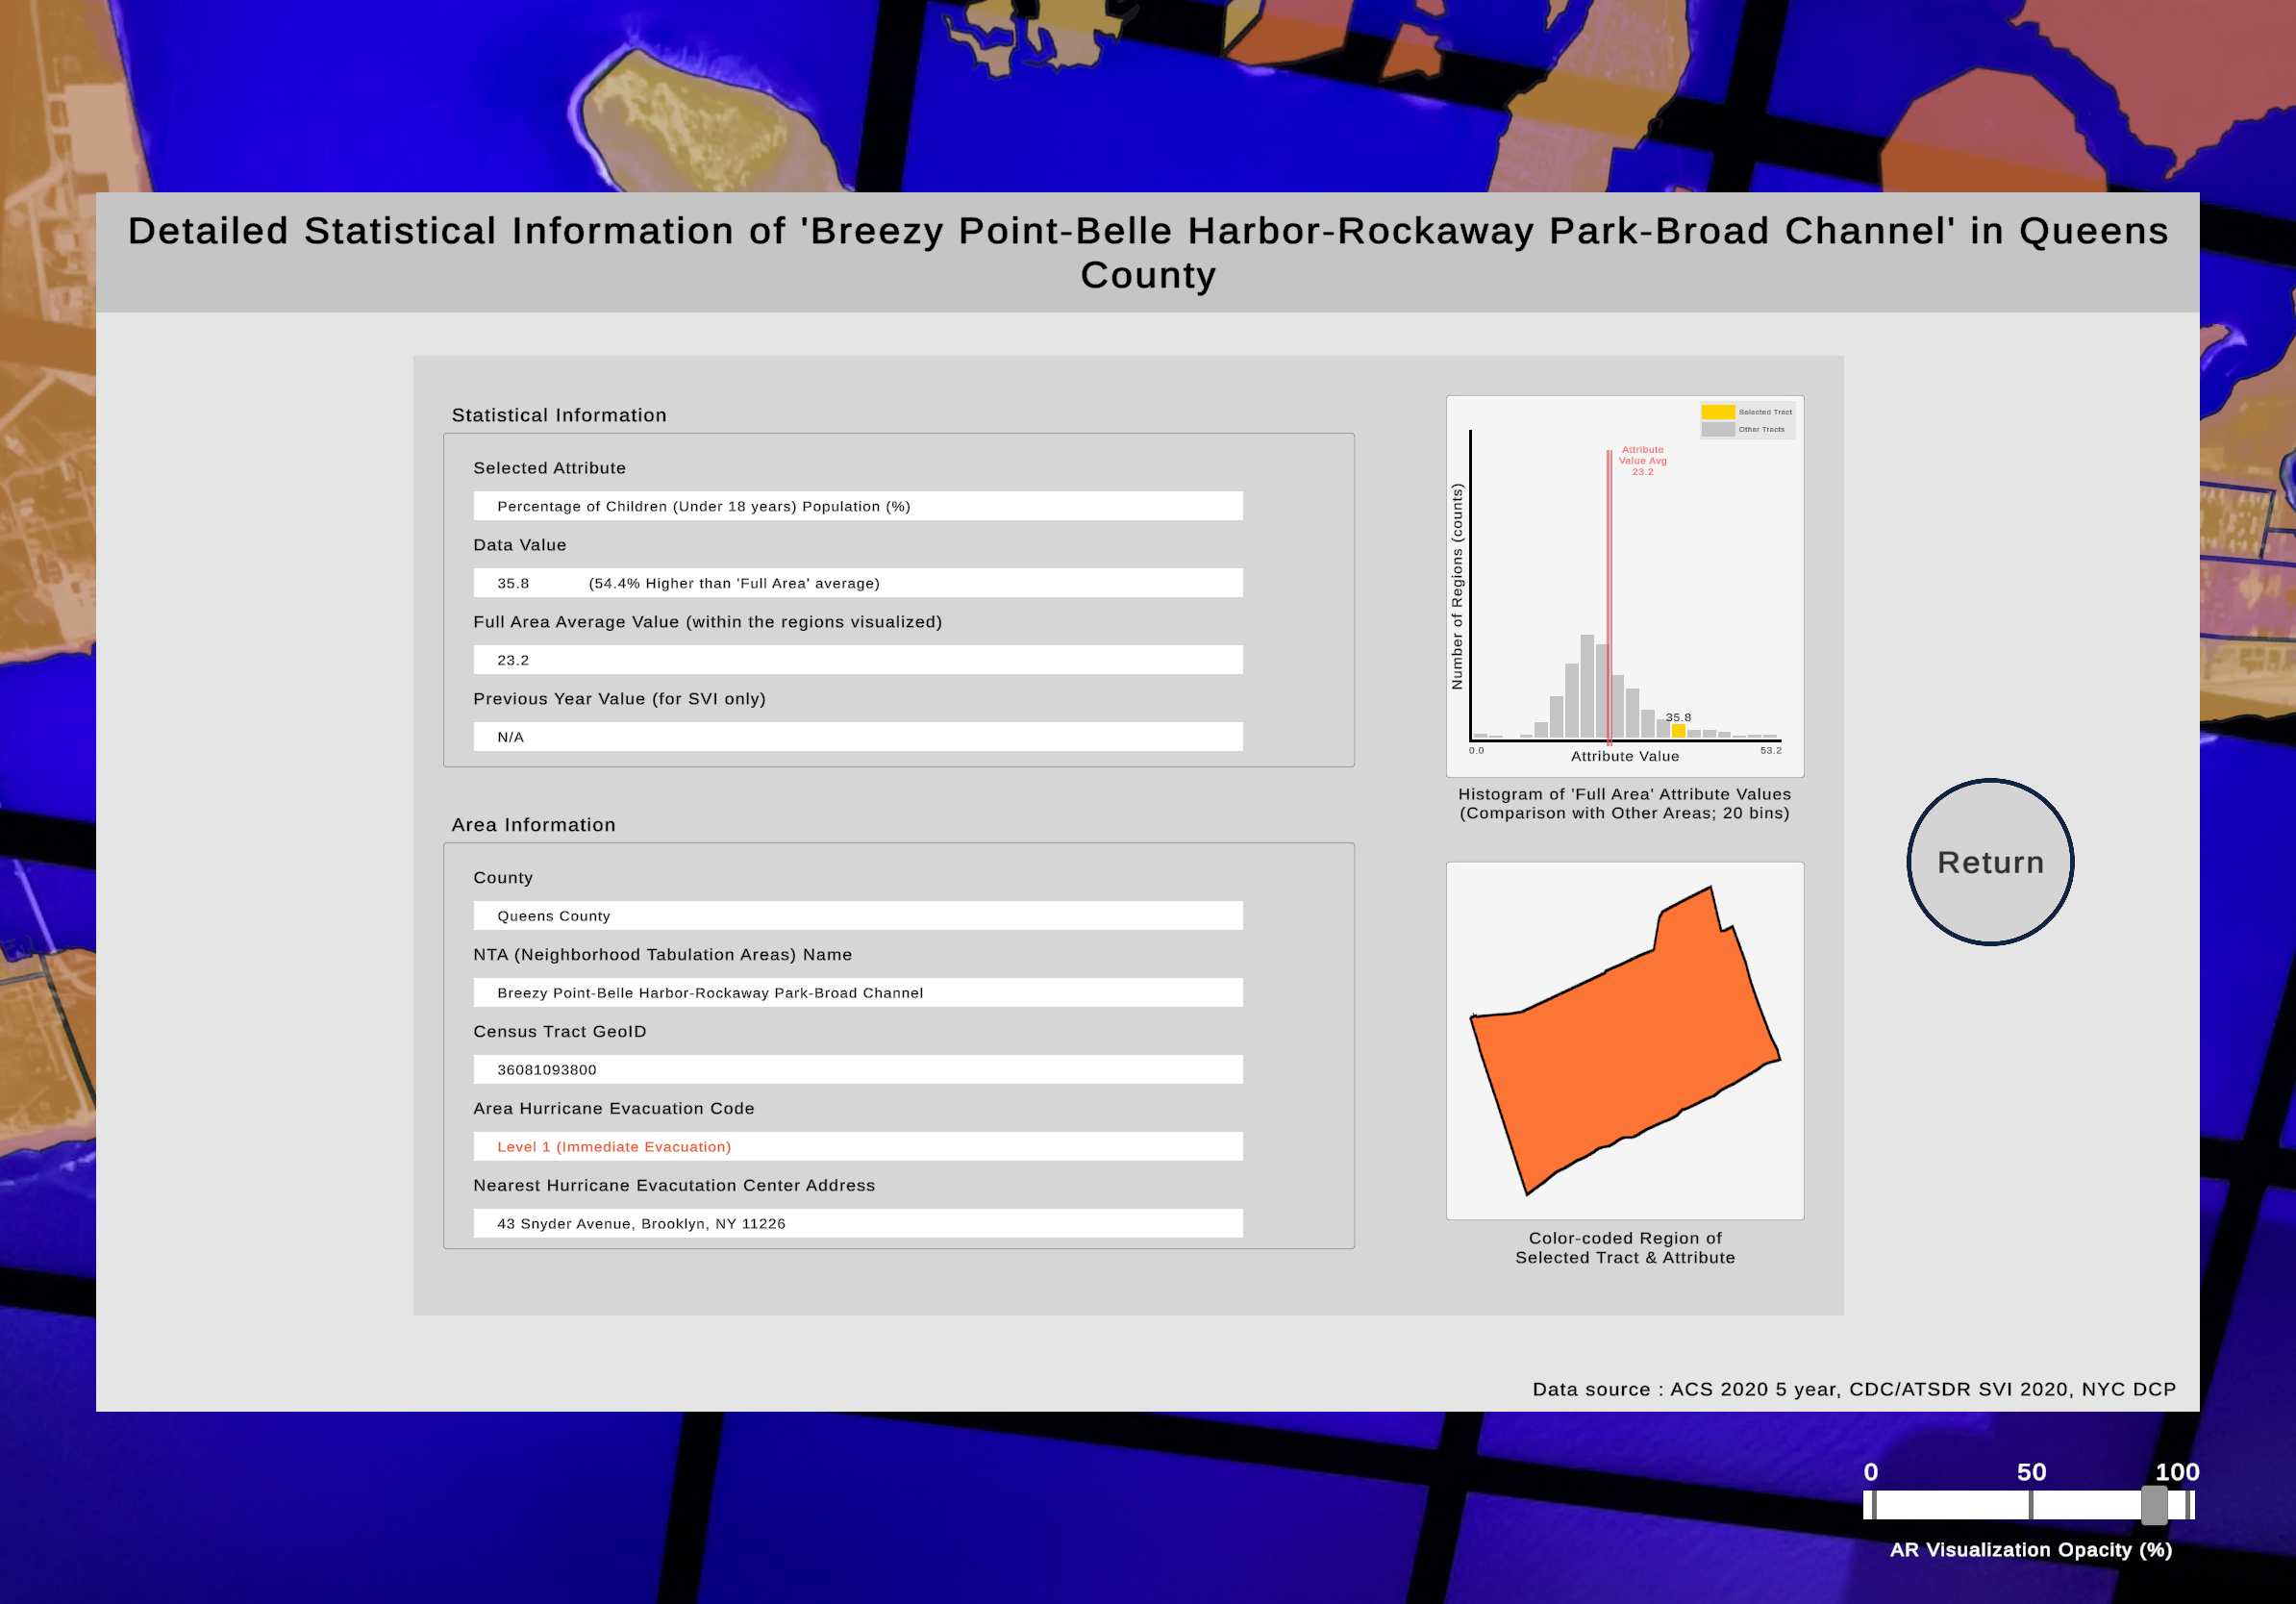 Detailed Statistical Information of 'Breezy Point-Belle Harbor-Rockaway Park-Broad Channel' in Queens
County
Statistical Information
Selected Attribute
Percentage of Children (Under 18 years) Population (%)
Data Value
35.8 (54.4% Higher than 'Full Area' average)
Full Area Average Value (within the regions visualized)
23.2
Previous Year Value (for SVI only)
N/A
Area Information
County
Queens County
NTA (Neighborhood Tabulation Areas) Name
Breezy Point-Belle Harbor-Rockaway Park-Broad Channel
Census Tract GeoID
36081093800
Area Hurricane Evacuation Code
Level 1 (Immediate Evacuation)
Nearest Hurricane Evacutation Center Address
43 Snyder Avenue, Brooklyn, NY 11226
Selected Tract
Other Tracts
Attribute
Value Avg
23.2
Number of Regions (counts)
35.8
0.0
53.2
Attribute Value
Histogram of 'Full Area' Attribute Values
(Comparison with Other Areas; 20 bins)
Color-coded Region of
Selected Tract & Attribute
Return
Data source : ACS 2020 5 year, CDC/ATSDR SVI 2020, NYC DCP
0 50 100
AR Visualization Opacity (%)